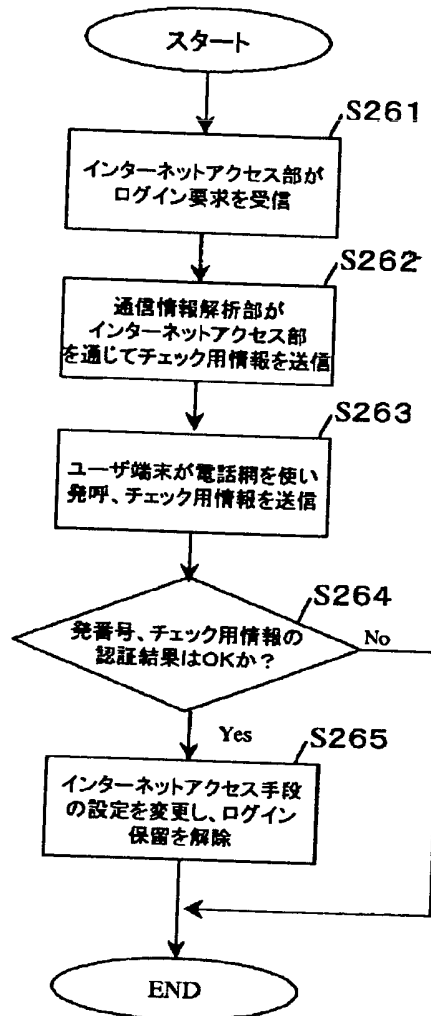 スタート
S261
インターネットアクセス部が
ログイン要求を受信
S262
通信情報解析部が
インターネットアクセス部
を通じてチェック用情報を送信
S263
ユーザ端末が電話網を使い
発呼、チェック用情報を送信
S264
発番号、チェック用情報の
認証結果はOKか？
No
Yes
S265
インターネットアクセス手段
の設定を変更し、ログイン
保留を解除
END